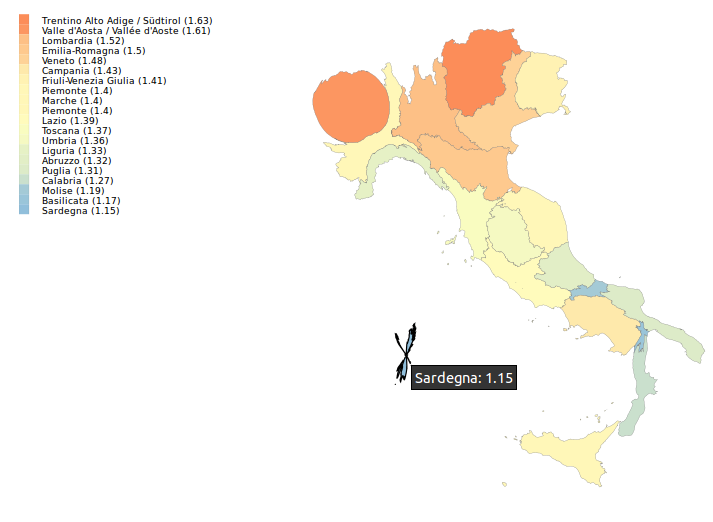 Trentino Alto Adige / Südtirol (1.63)
Valle d'Aosta / Vallée d'Aoste (1.61)
Lombardia (1.52)
Emilia-Romagna (1.5)
Veneto (1.48)
Campania (1.43)
Friuli-Venezia Giulia (1.41)
Piemonte (1.4)
Marche (1.4)
Piemonte (1.4)
Lazio (1.39)
Toscana (1.37)
Umbria (1.36)
Liguria (1.33)
Abruzzo (1.32)
Puglia (1.31)
Calabria (1.27)
Molise (1.19)
Basilicata (1.17)
Sardegna (1.15)
Sardegna: 1.15